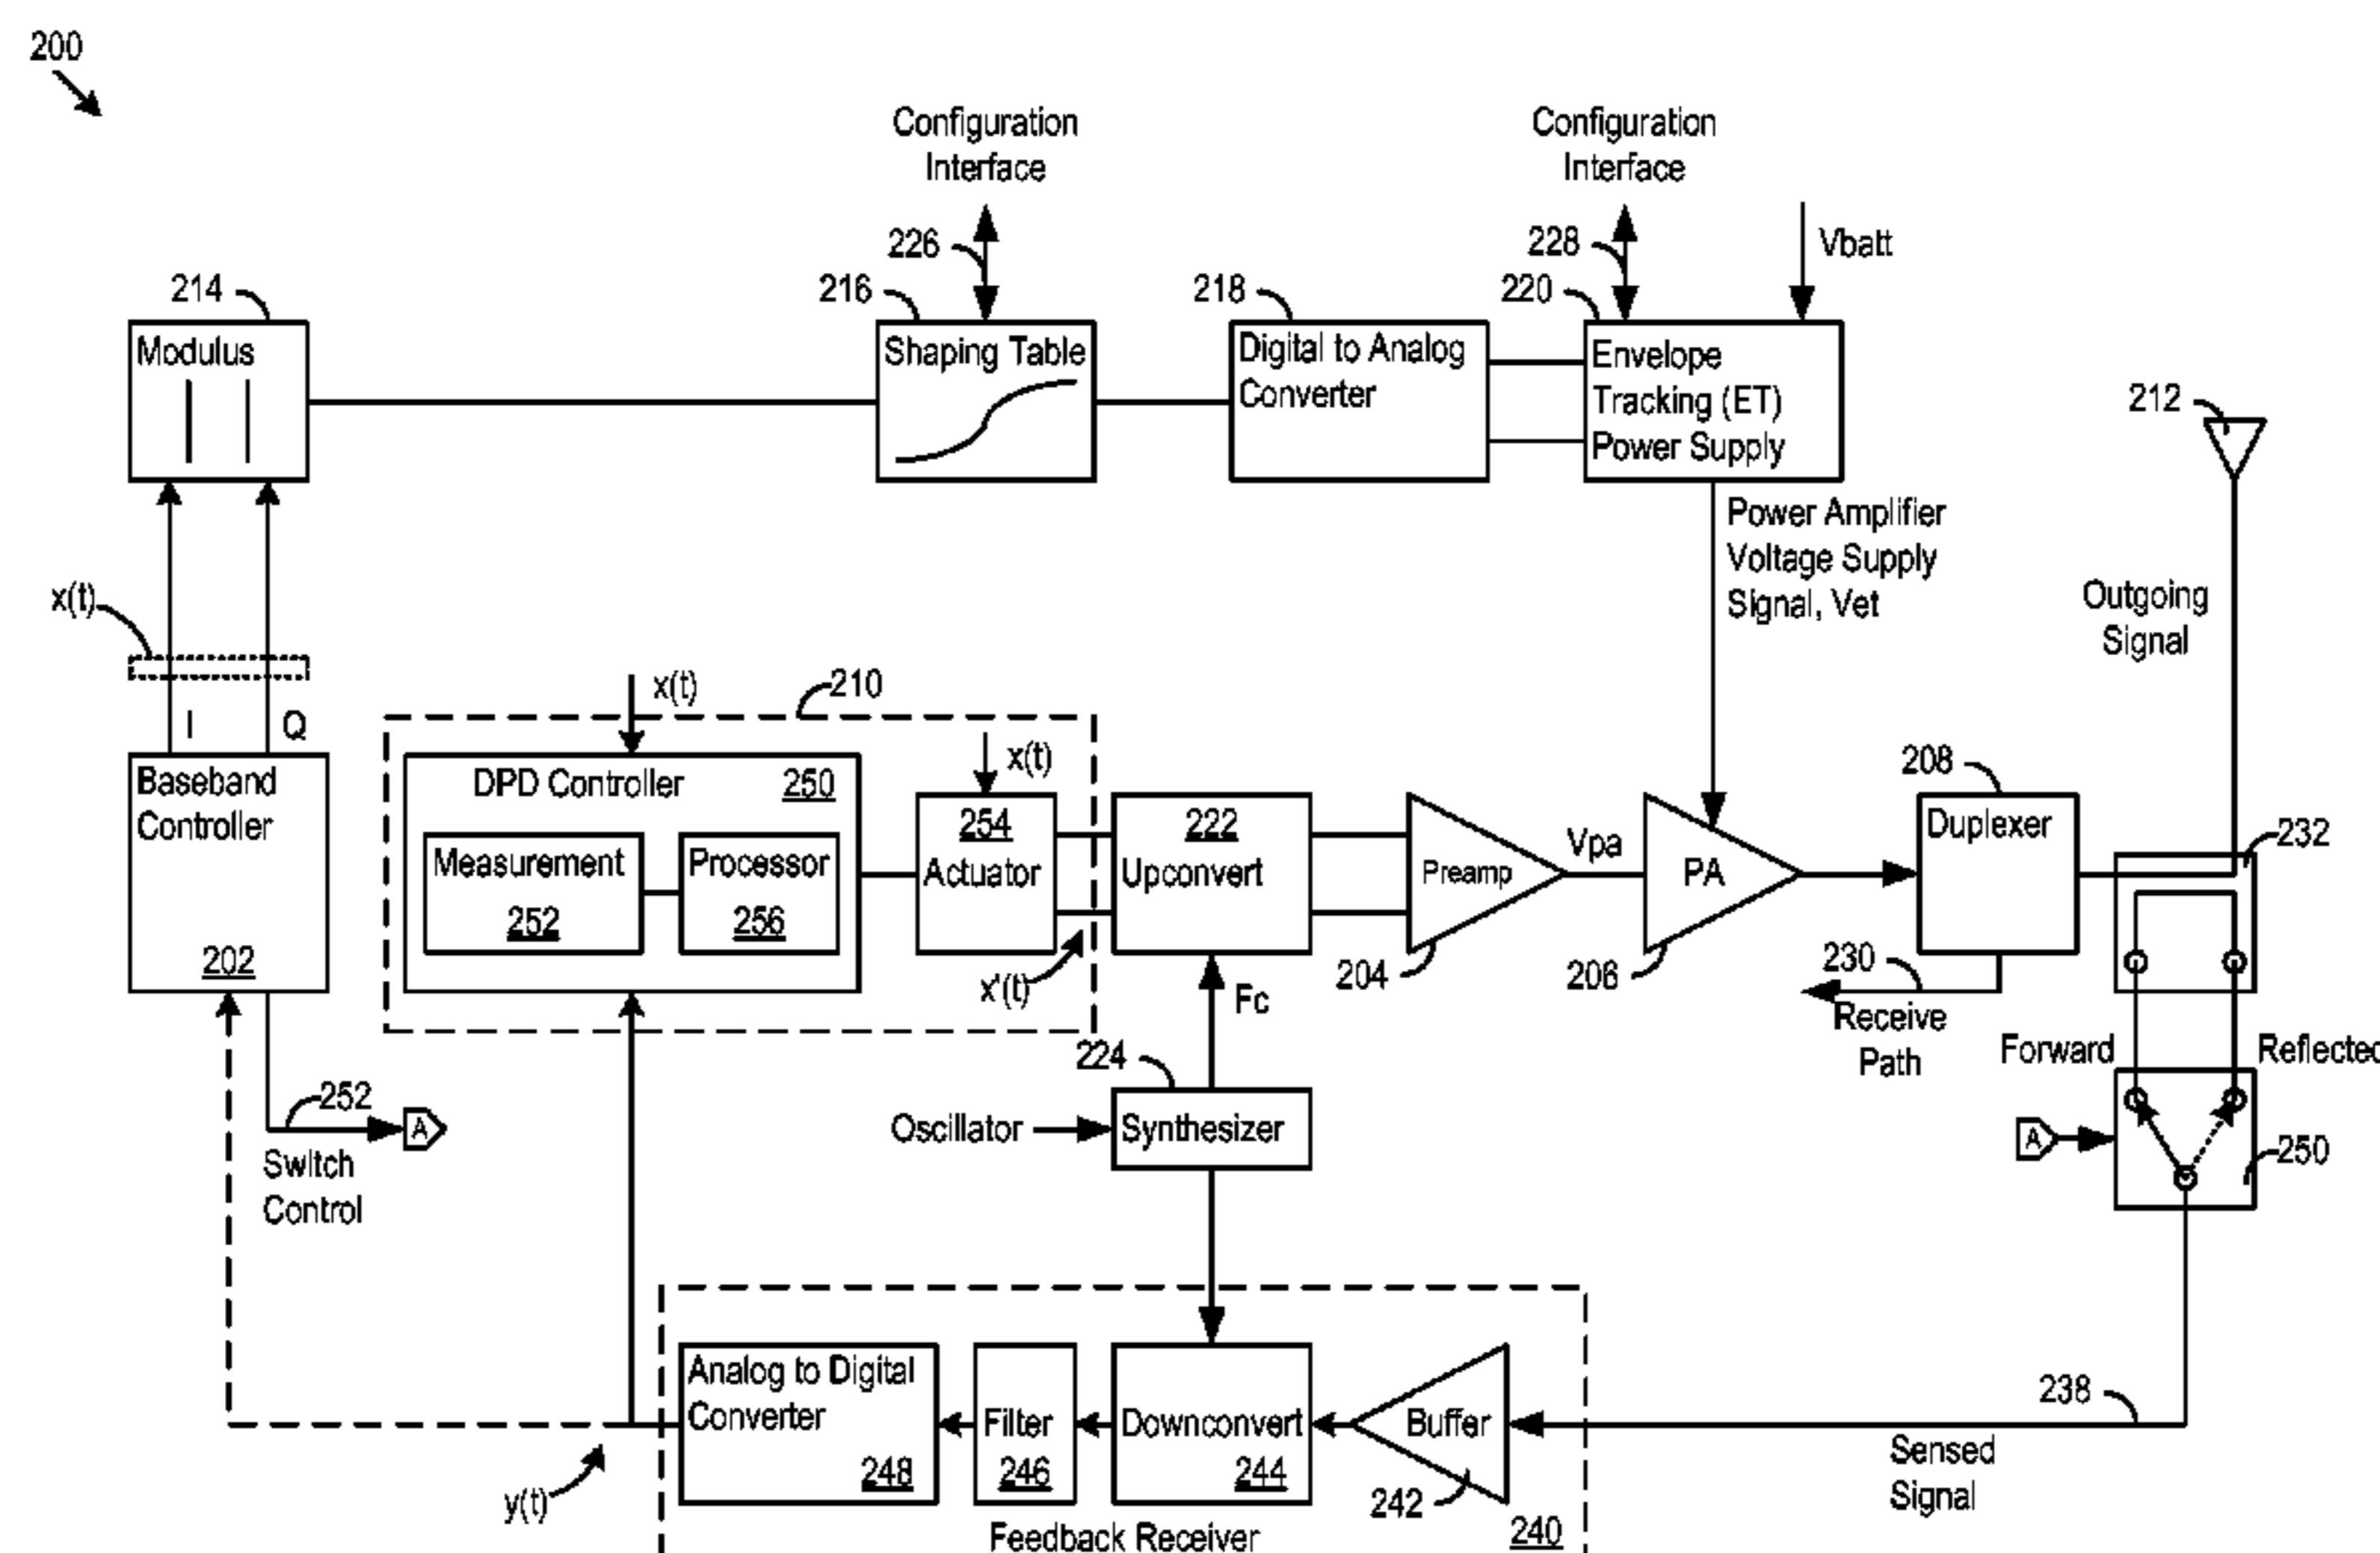 200
Configuration
Interface
Configuration
Interface
226
228
Vbatt
214
216
218
220
Modulus
Shaping Table
Digital to Analog
Converter
Envelope
Tracking (ET)
Power Supply
212
Power Amplifier
Voltage Supply
Signal, Vet
Outgoing
Signal
x(t)
I
Q
x(t)
210
x(t)
Baseband
Controller
202
DPD Controller
250
Measurement
252
Processor
256
254
Actuator
x'(t)
222
Upconvert
Preamp
204
Vpa
PA
206
208
Duplexer
232
230
Receive
Path
Fc
Forward
Reflected
224
Oscillator
Synthesizer
252
A
Switch
Control
A
250
Analog to Digital
Converter
248
Filter
246
Downconvert
244
Buffer
242
238
Sensed
Signal
y(t)
Feedback Receiver
240